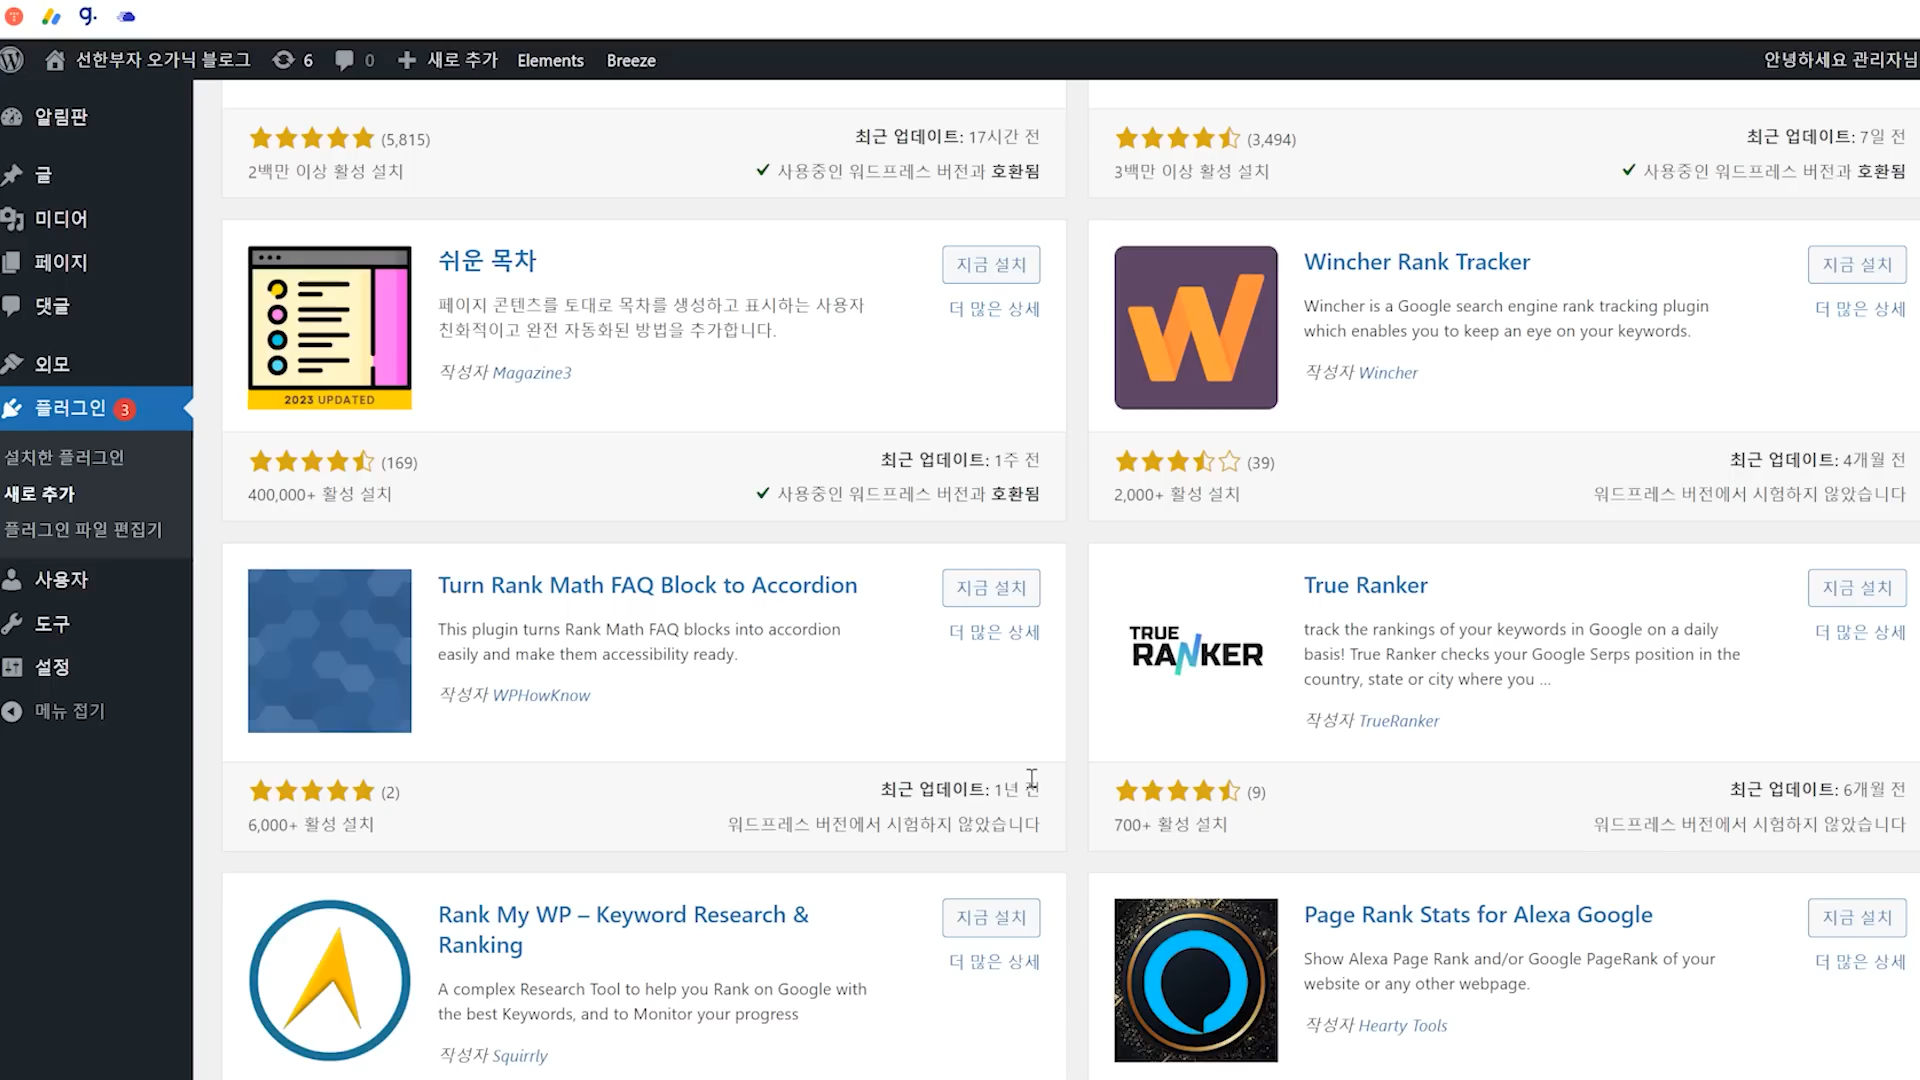 g.
선한부자 오가닉 블로그
6
0
새로 추가
Elements
Breeze
안녕하세요 관리자님
알림판
글
미디어
페이지
댓글
외모
플러그인 3
설치한 플러그인
새로 추가
플러그인 파일 편집기
사용자
도구
설정
메뉴 접기
(5,815)
최근 업데이트: 17시간 전
2백만 이상 활성 설치
사용중인 워드프레스 버전과 호환됨
(3,494)
최근 업데이트: 7일 전
3백만 이상 활성 설치
사용중인 워드프레스 버전과 호환됨
2023 UPDATED
쉬운 목차
지금 설치
더 많은 상세
페이지 콘텐츠를 토대로 목차를 생성하고 표시하는 사용자
친화적이고 완전 자동화된 방법을 추가합니다.
작성자 Magazine3
(169)
최근 업데이트: 1주 전
400,000+ 활성 설치
사용중인 워드프레스 버전과 호환됨
Wincher Rank Tracker
지금 설치
더 많은 상세
Wincher is a Google search engine rank tracking plugin
which enables you to keep an eye on your keywords.
작성자 Wincher
(39)
최근 업데이트: 4개월 전
2,000+ 활성 설치
워드프레스 버전에서 시험하지 않았습니다
Turn Rank Math FAQ Block to Accordion
지금 설치
더 많은 상세
This plugin turns Rank Math FAQ blocks into accordion
easily and make them accessibility ready.
작성자 WPHowKnow
(2)
최근 업데이트: 1년 전
6,000+ 활성 설치
워드프레스 버전에서 시험하지 않았습니다
TRUE
RANKER
True Ranker
지금 설치
더 많은 상세
track the rankings of your keywords in Google on a daily
basis! True Ranker checks your Google Serps position in the
country, state or city where you ...
작성자 TrueRanker
(9)
최근 업데이트: 6개월 전
700+ 활성 설치
워드프레스 버전에서 시험하지 않았습니다
Rank My WP – Keyword Research &
Ranking
지금 설치
더 많은 상세
A complex Research Tool to help you Rank on Google with
the best Keywords, and to Monitor your progress
작성자 Squirrly
Page Rank Stats for Alexa Google
지금 설치
더 많은 상세
Show Alexa Page Rank and/or Google PageRank of your
website or any other webpage.
작성자 Hearty Tools